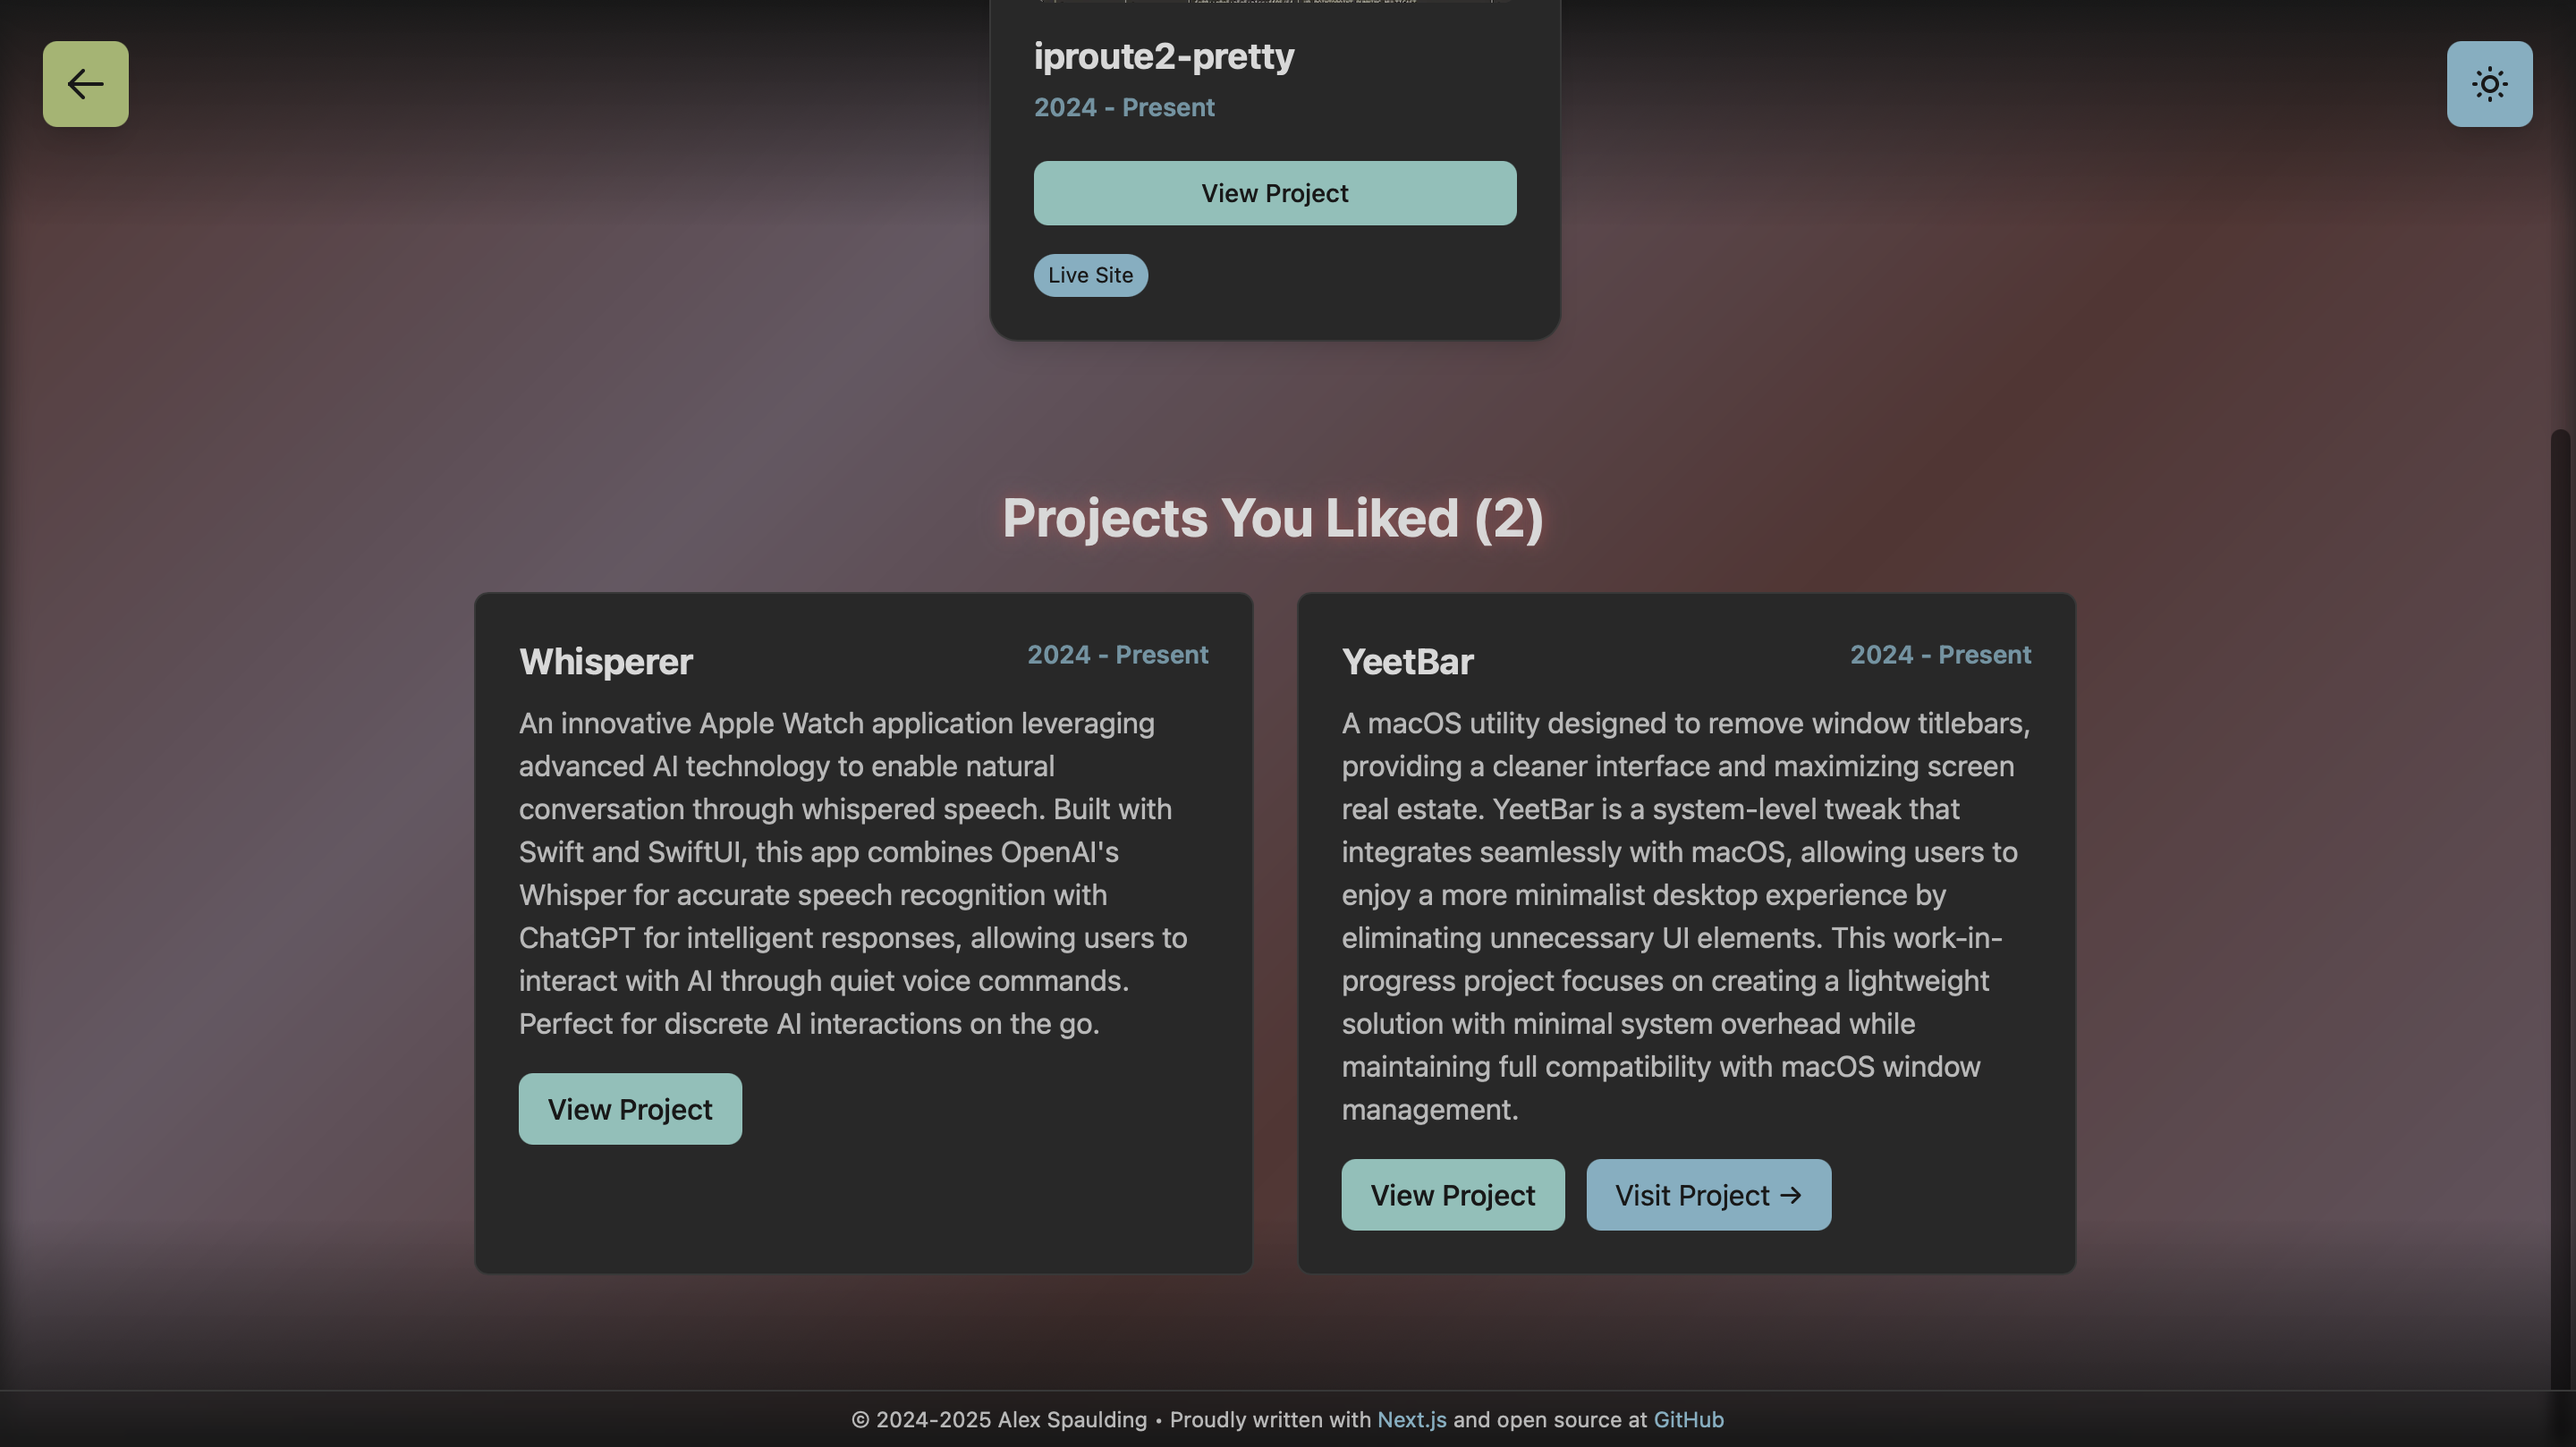 iproute2-pretty
2024 - Present
View Project
Live Site
Projects You Liked (2)
Whisperer
2024 - Present
An innovative Apple Watch application leveraging
advanced AI technology to enable natural
conversation through whispered speech. Built with
Swift and SwiftUI, this app combines OpenAI's
Whisper for accurate speech recognition with
ChatGPT for intelligent responses, allowing users to
interact with AI through quiet voice commands.
Perfect for discrete AI interactions on the go.
View Project
YeetBar
2024 - Present
A macOS utility designed to remove window titlebars,
providing a cleaner interface and maximizing screen
real estate. YeetBar is a system-level tweak that
integrates seamlessly with macOS, allowing users to
enjoy a more minimalist desktop experience by
eliminating unnecessary UI elements. This work-in-
progress project focuses on creating a lightweight
solution with minimal system overhead while
maintaining full compatibility with macOS window
management.
View Project
Visit Project →
© 2024-2025 Alex Spaulding • Proudly written with Next.js and open source at GitHub